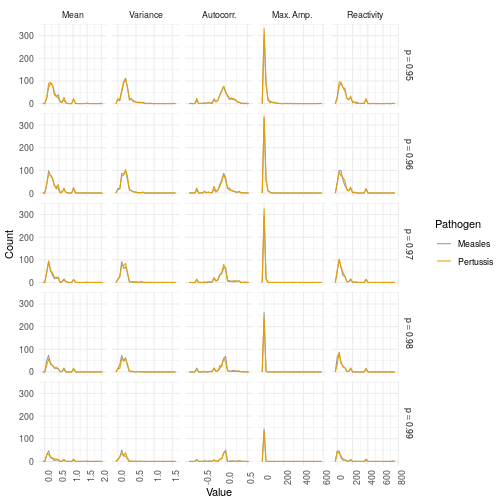 Mean Variance Autocorr. Max. Amp. Reactivity
300
200
100
0
p = 0.95
300
200
100
0
p = 0.96
300
200
100
0
p = 0.97
300
200
100
0
p = 0.98
300
200
100
0
p = 0.99
Count
0.0 0.5 1.0 1.5 2.0
0.0 0.5 1.0 1.5
-0.5 0.0 0.5
0 200 400 600
0 200 400 600 800
Value
Pathogen
Measles
Pertussis